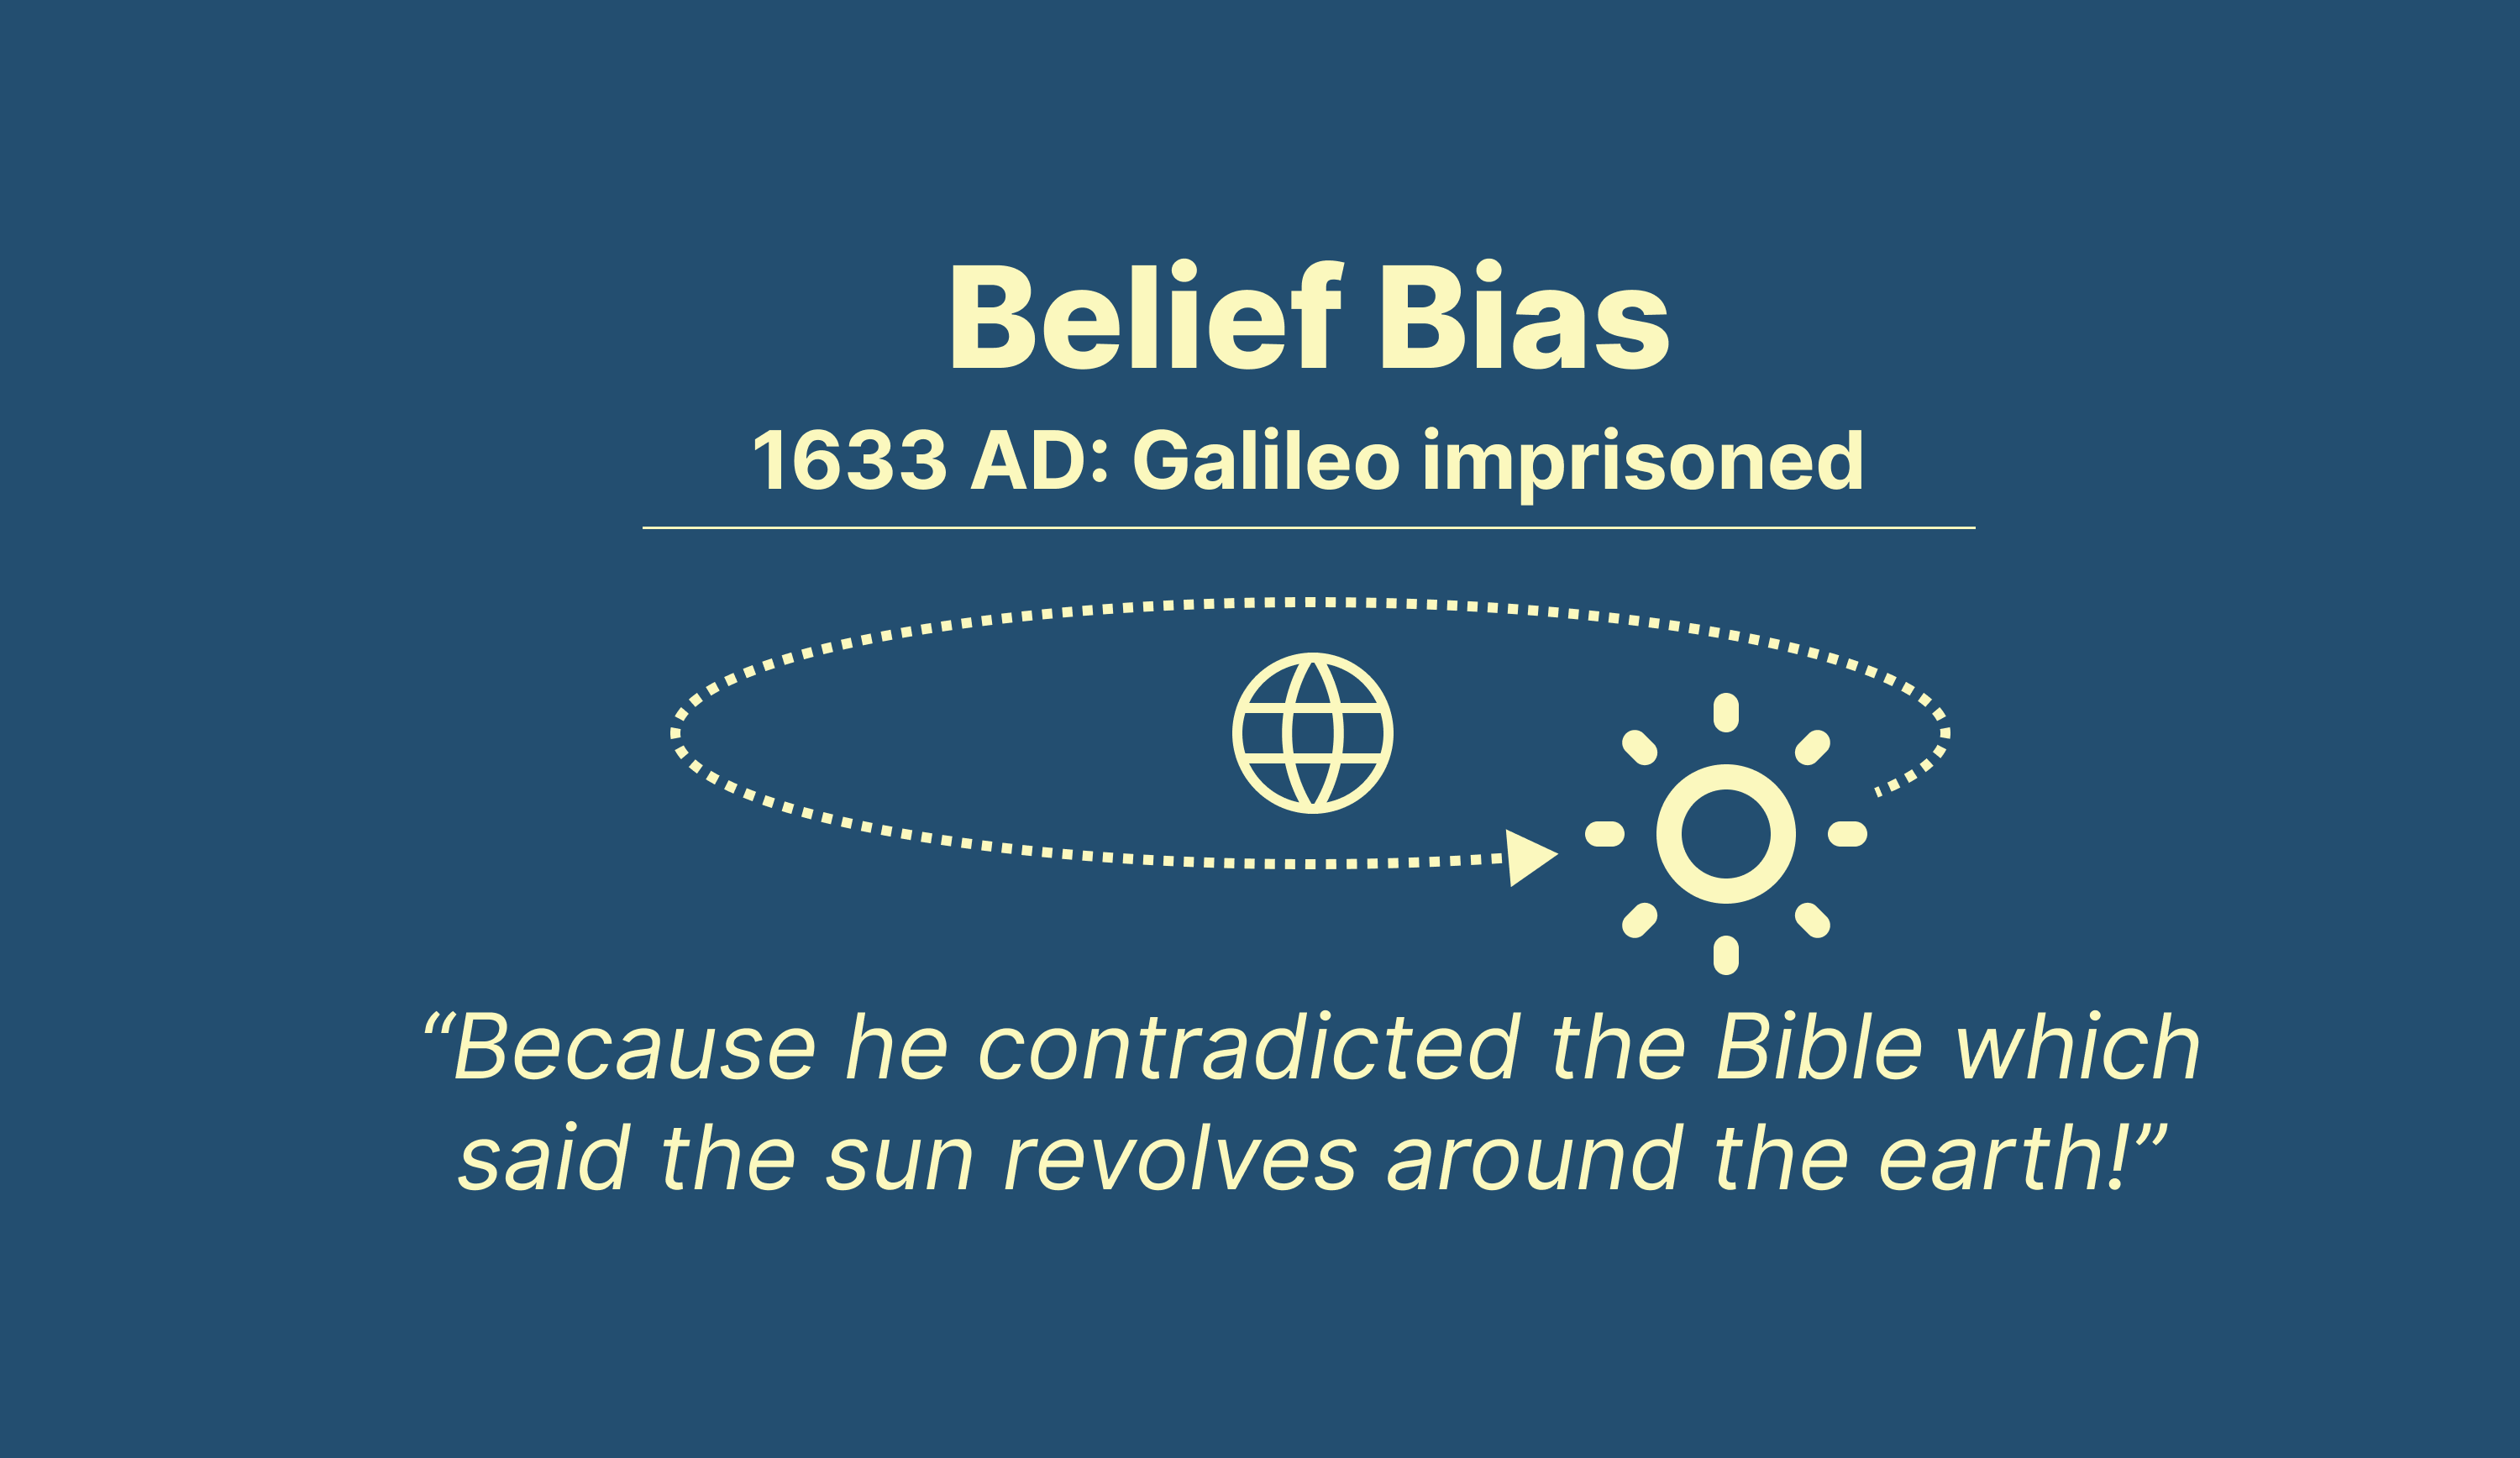 Belief Bias
1633 AD: Galileo imprisoned
“Because he contradicted the Bible which
said the sun revolves around the earth!”